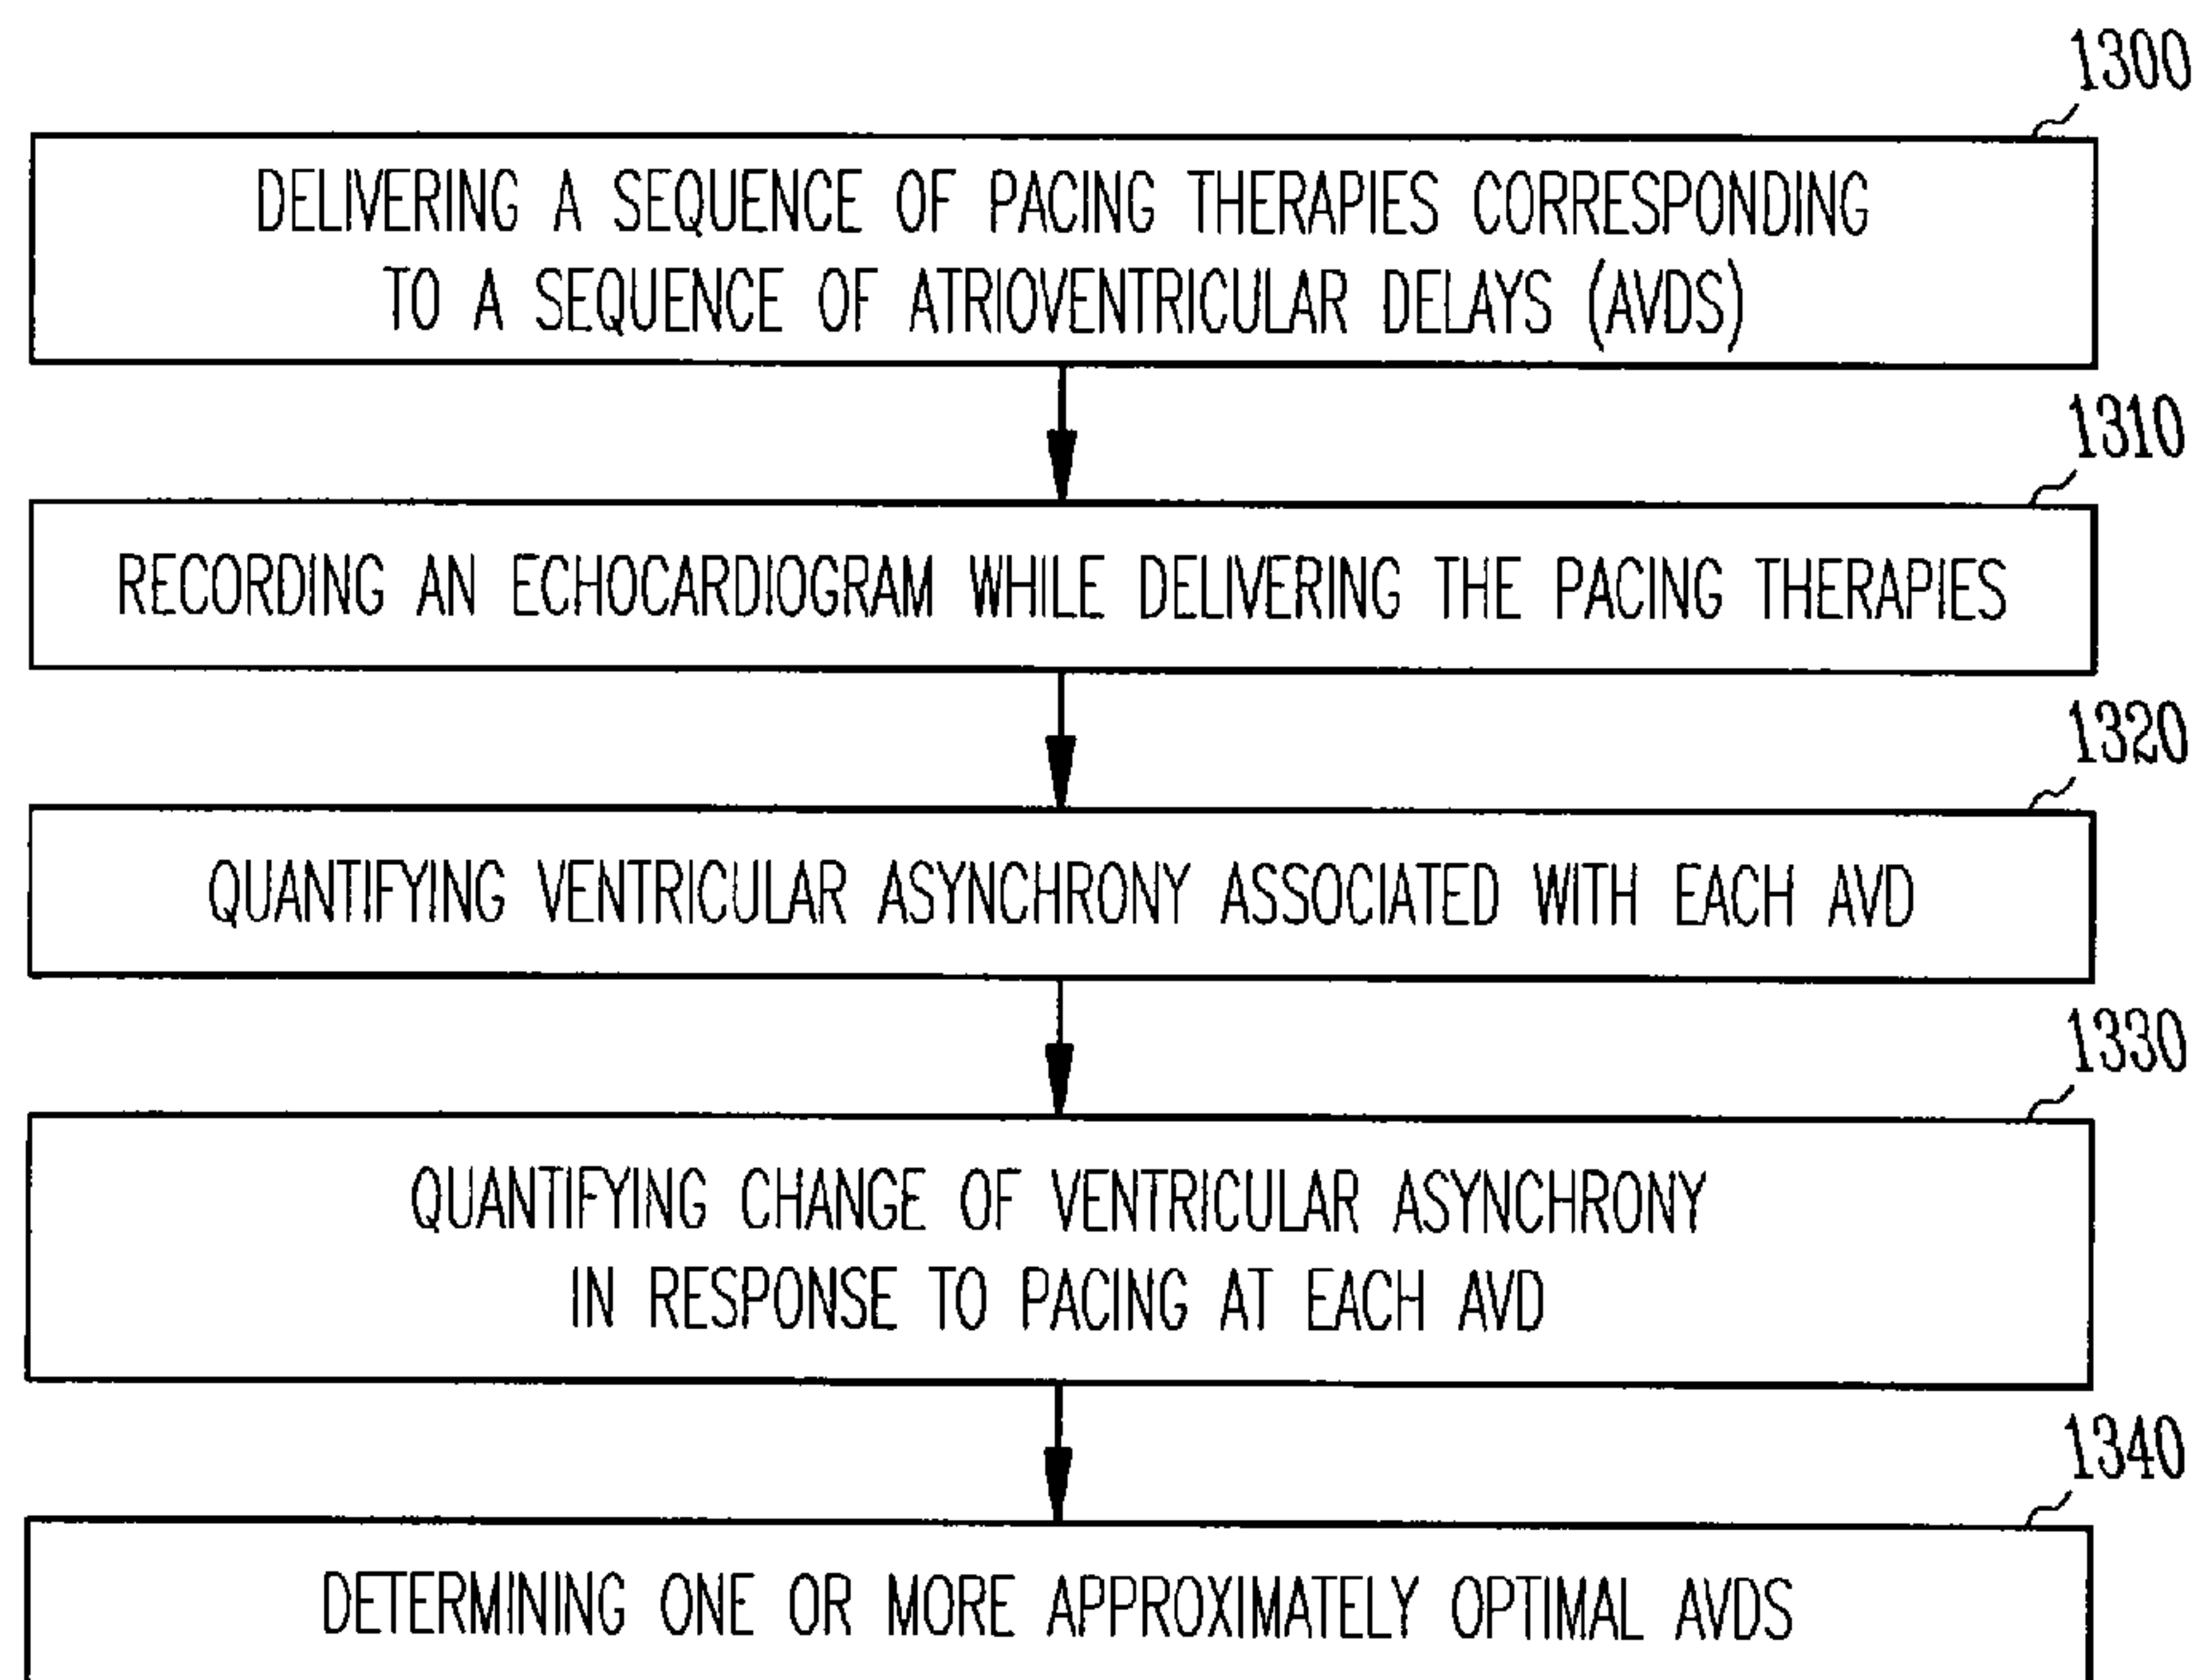 1300
DELIVERING A SEQUENCE OF PACING THERAPIES CORRESPONDING
TO A SEQUENCE OF ATRIOVENTRICULAR DELAYS (AVDS)
1310
RECORDING AN ECHOCARDIOGRAM WHILE DELIVERING THE PACING THERAPIES
1320
QUANTIFYING VENTRICULAR ASYNCHRONY ASSOCIATED WITH EACH AVD
1330
QUANTIFYING CHANGE OF VENTRICULAR ASYNCHRONY
IN RESPONSE TO PACING AT EACH AVD
1340
DETERMINING ONE OR MORE APPROXIMATELY OPTIMAL AVDS